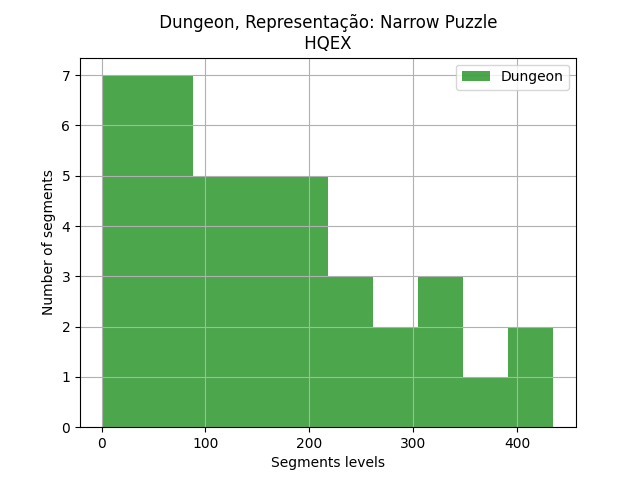 Dungeon, Representação: Narrow Puzzle
HQEX
Dungeon
7
6
5
4
3
2
1
0
Number of segments
0 100 200 300 400
Segments levels